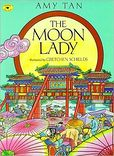 AMY TAN
THE
MOON
LADY
Illustrated by GRETCHEN SCHIELDS